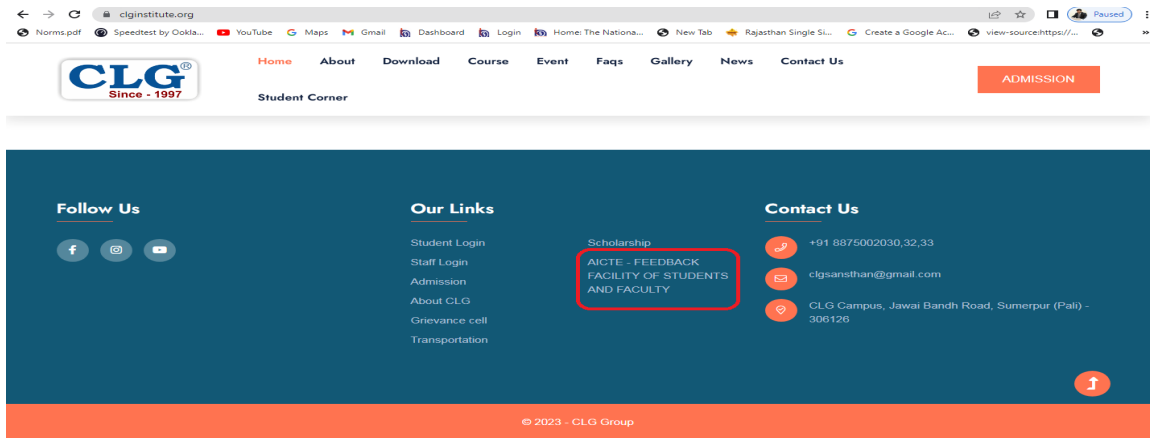 clginstitute.org
Paused
Norms.pdf
Speedtest by Ookla...
YouTube
Maps
Gmail
Dashboard
Login
Home: The Nationa...
New Tab
Rajasthan Single Si...
Create a Google Ac...
view-source:https://...
»
CLG®
Since - 1997
Home About Download Course Event Faqs Gallery News Contact Us
Student Corner
ADMISSION
Follow Us
Our Links
Student Login
Staff Login
Admission
About CLG
Grievance cell
Transportation
Scholarship
AICTE - FEEDBACK
FACILITY OF STUDENTS
AND FACULTY
Contact Us
+91 8875002030,32,33
clgsansthan@gmail.com
CLG Campus, Jawai Bandh Road, Sumerpur (Pali) -
306126
© 2023 - CLG Group